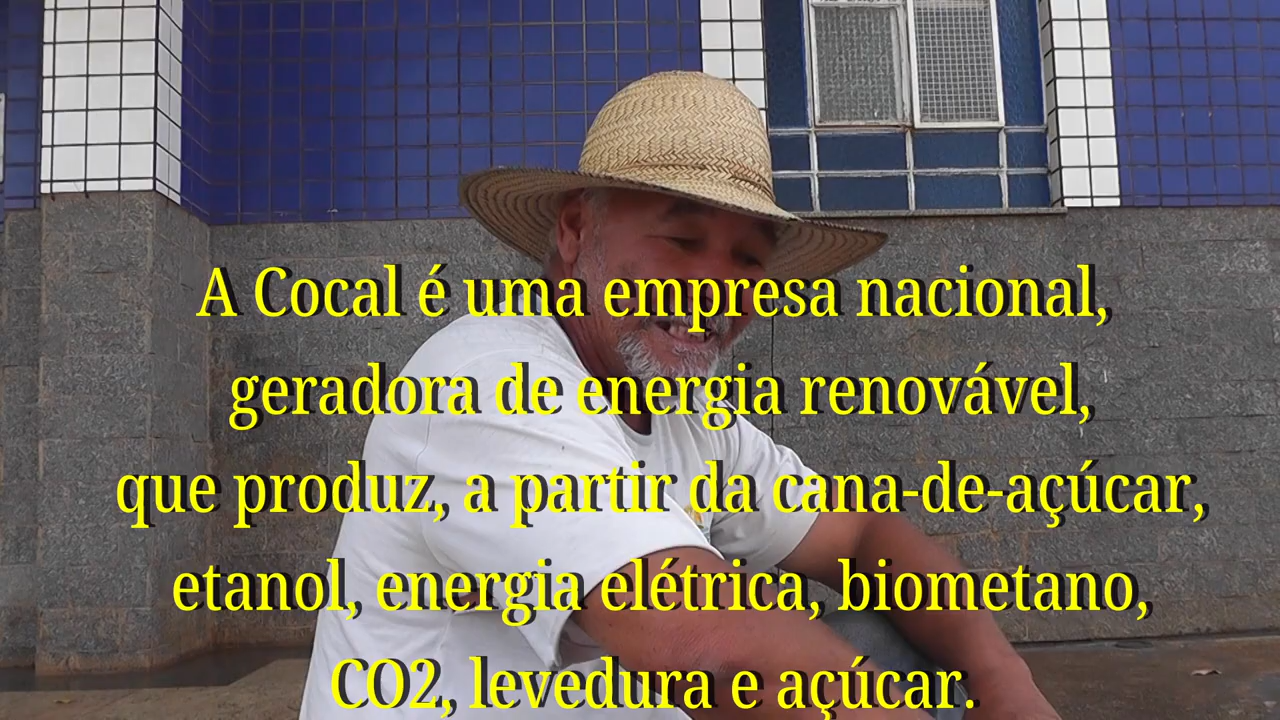 A Cocal é uma empresa nacional,
geradora de energia renovável,
que produz, a partir da cana-de-açúcar,
etanol, energia elétrica, biometano,
CO2, levedura e açúcar.